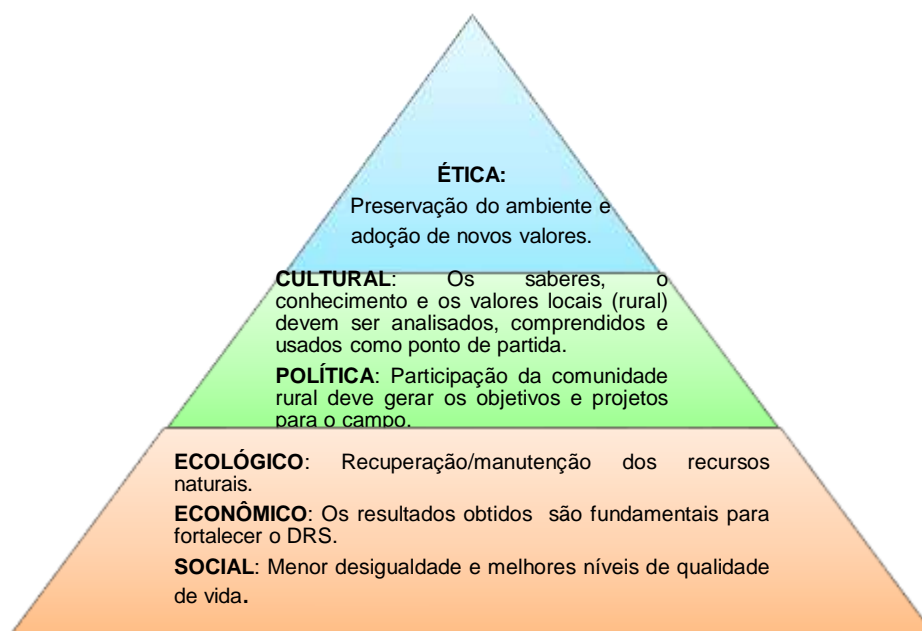 ÉTICA:
Preservação do ambiente e
adoção de novos valores.
CULTURAL: Os saberes, o
conhecimento e os valores locais (rural)
devem ser analisados, comprendidos e
usados como ponto de partida.
POLÍTICA: Participação da comunidade
rural deve gerar os objetivos e projetos
para o campo.
ECOLÓGICO: Recuperação/manutenção dos recursos
naturais.
ECONÔMICO: Os resultados obtidos são fundamentais para
fortalecer o DRS.
SOCIAL: Menor desigualdade e melhores níveis de qualidade
de vida.